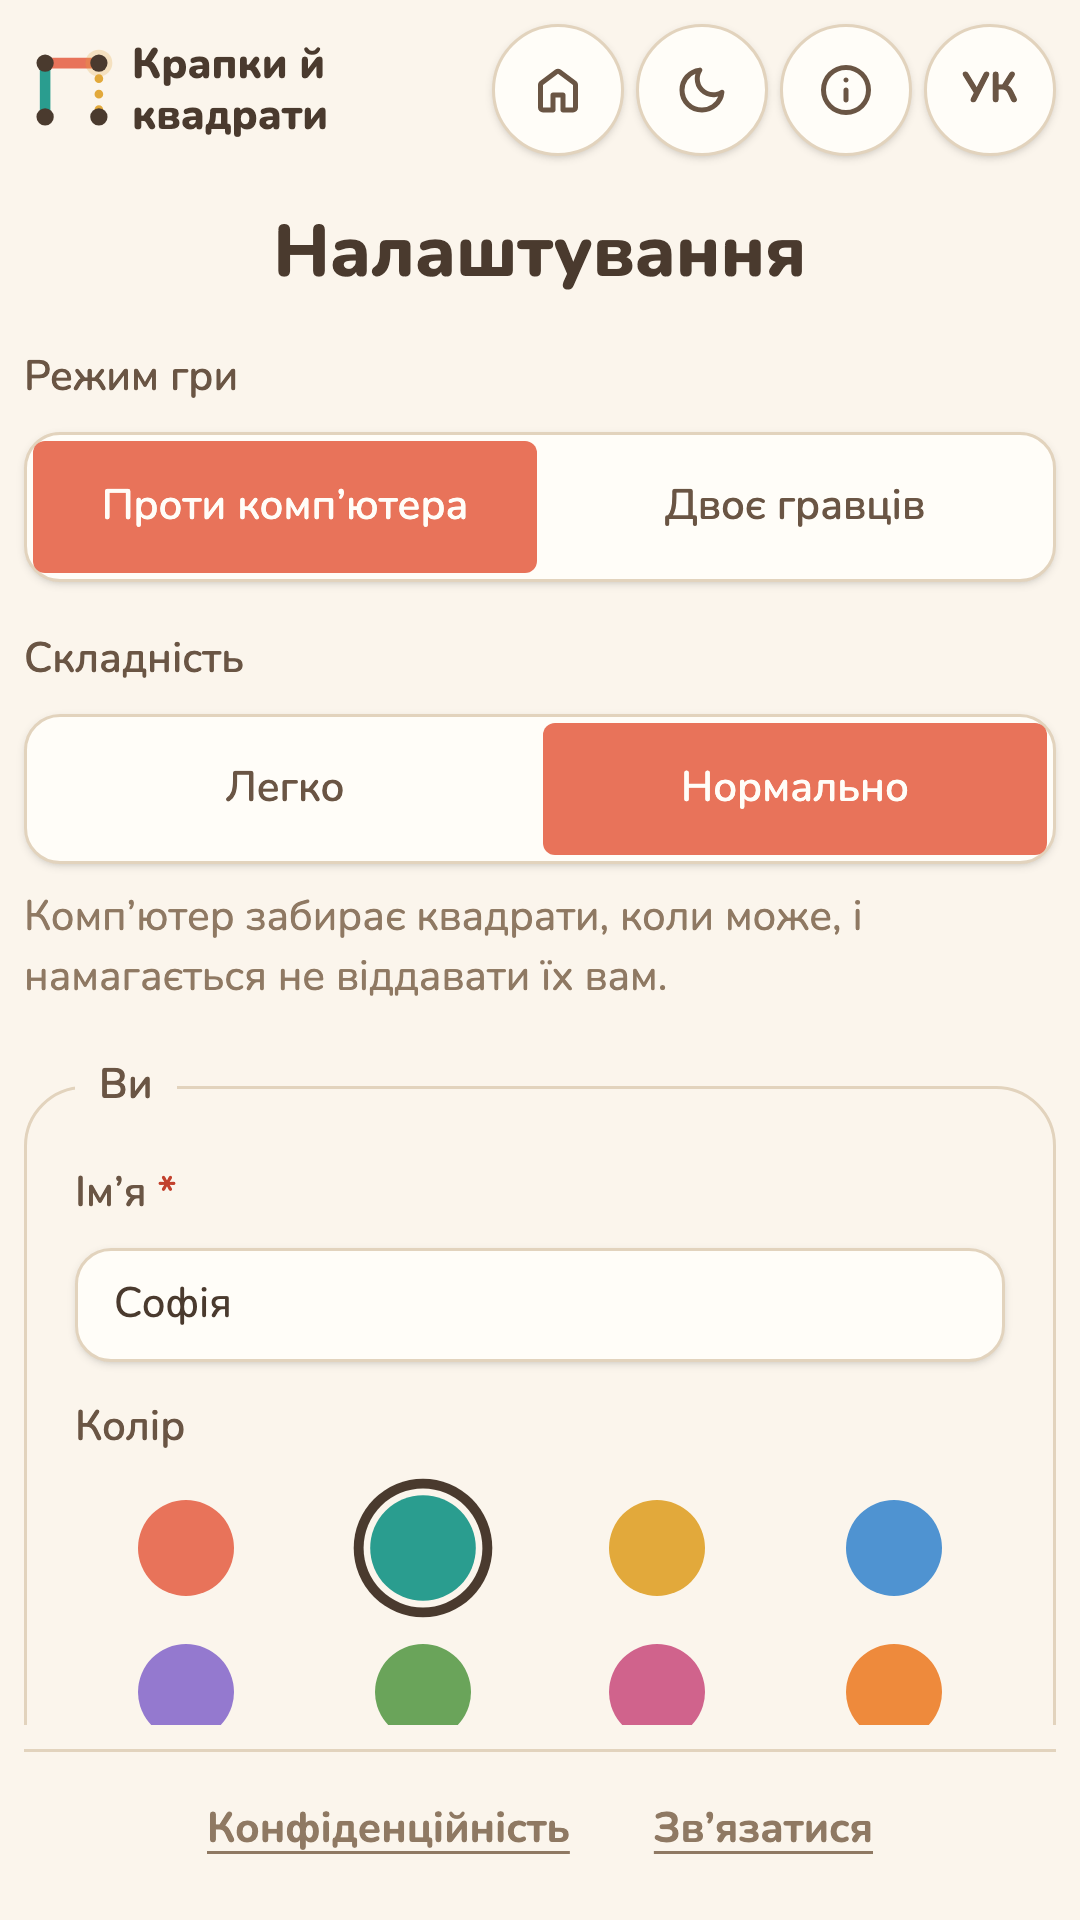 Крапки й
квадрати
УК
Налаштування
Режим гри
Проти комп’ютера
Двоє гравців
Складність
Легко
Нормально
Комп’ютер забирає квадрати, коли може, і
намагається не віддавати їх вам.
Ви
Ім’я *
Софія
Колір
Конфіденційність
Зв’язатися